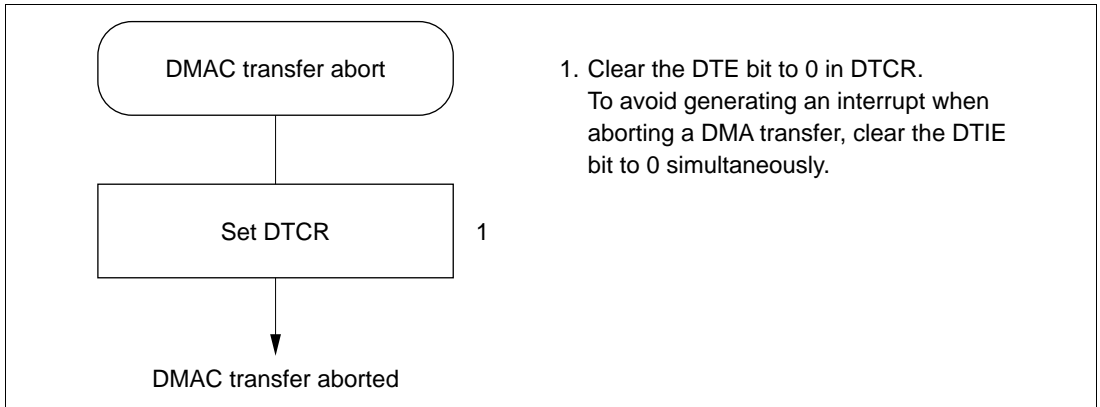 DMAC transfer abort
Set DTCR
1
DMAC transfer aborted
1. Clear the DTE bit to 0 in DTCR.
To avoid generating an interrupt when
aborting a DMA transfer, clear the DTIE
bit to 0 simultaneously.